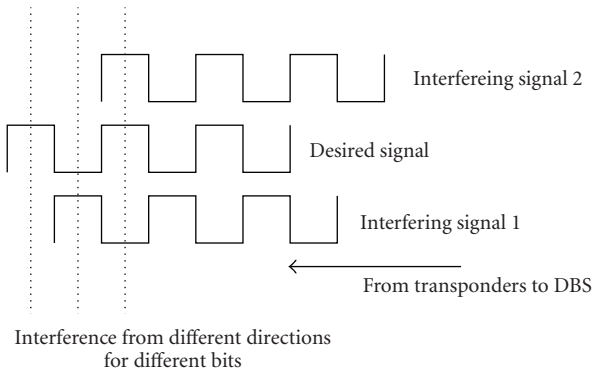 Interfereing signal 2
Desired signal
Interfering signal 1
From transponders to DBS
Interference from different directions
for different bits